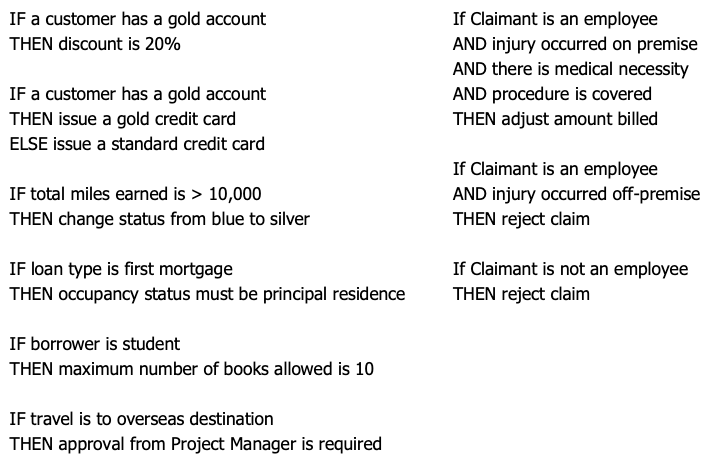 IF a customer has a gold account
THEN discount is 20%
IF a customer has a gold account
THEN issue a gold credit card
ELSE issue a standard credit card
IF total miles earned is > 10,000
THEN change status from blue to silver
IF loan type is first mortgage
THEN occupancy status must be principal residence
IF borrower is student
THEN maximum number of books allowed is 10
IF travel is to overseas destination
THEN approval from Project Manager is required
If Claimant is an employee
AND injury occurred on premise
AND there is medical necessity
AND procedure is covered
THEN adjust amount billed
If Claimant is an employee
AND injury occurred off-premise
THEN reject claim
If Claimant is not an employee
THEN reject claim